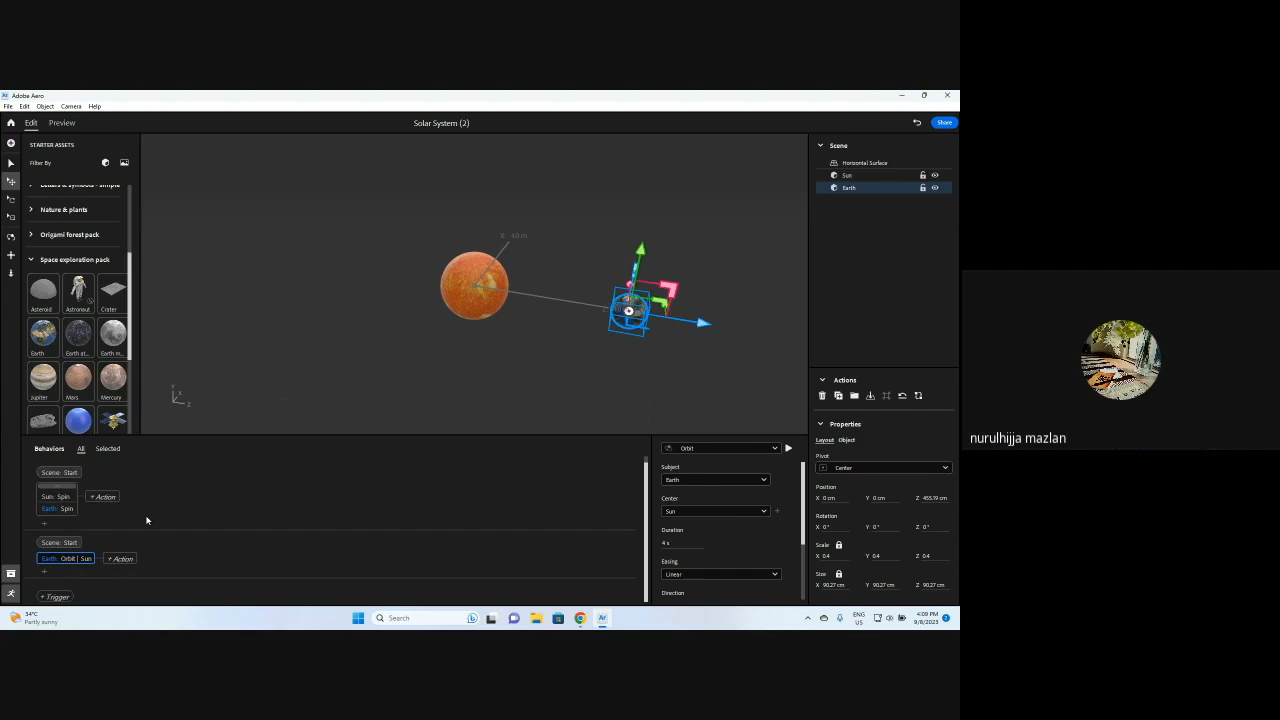 Adobe Aero
File Edit Object Camera Help
Edit Preview
Solar System (2)
Share
STARTER ASSETS
Filter By
Nature & plants
Origami forest pack
Space exploration pack
Asteroid Astronaut Crater
Earth Earth at... Earth m...
Jupiter Mars Mercury
Scene
Horizontal Surface
Sun
Earth
Behaviors All Selected
Scene: Start
Sun: Spin + Action
Earth: Spin
+
Scene: Start
Earth: Orbit | Sun + Action
+
+ Trigger
Orbit
Subject
Earth
Center
Sun +
Duration
4 s
Easing
Linear
Direction
Actions
Properties
Layout Object
Pivot
Center
Position
X 0 cm Y 0 cm Z 455.19 cm
Rotation
X 0° Y 0° Z 0°
Scale
X 0.4 Y 0.4 Z 0.4
Size
X 90.27 cm Y 90.27 cm Z 90.27 cm
34°C
Partly sunny
Search
ENG
US
4:09 PM
9/8/2023
2
nurulhijja mazlan